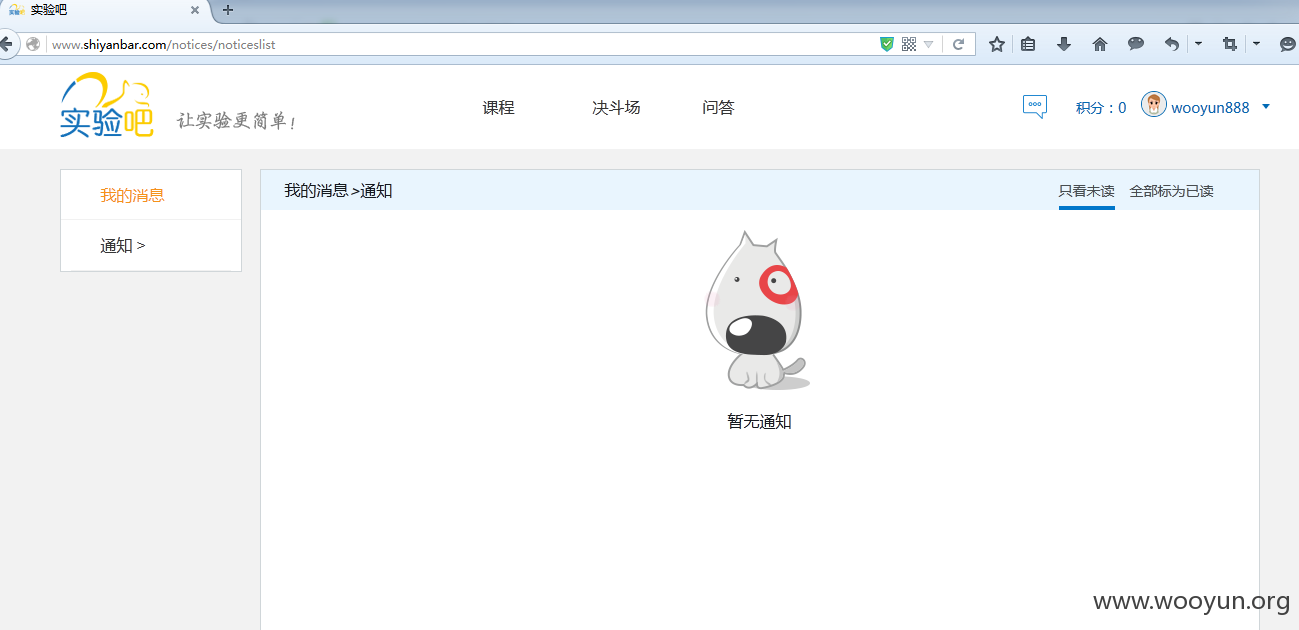 实验吧
www.shiyanbar.com/notices/noticeslist
实验吧
让实验更简单!
课程
决斗场
问答
积分：0
wooyun888
我的消息
通知 >
我的消息>通知
只看未读
全部标为已读
暂无通知
www.wooyun.org